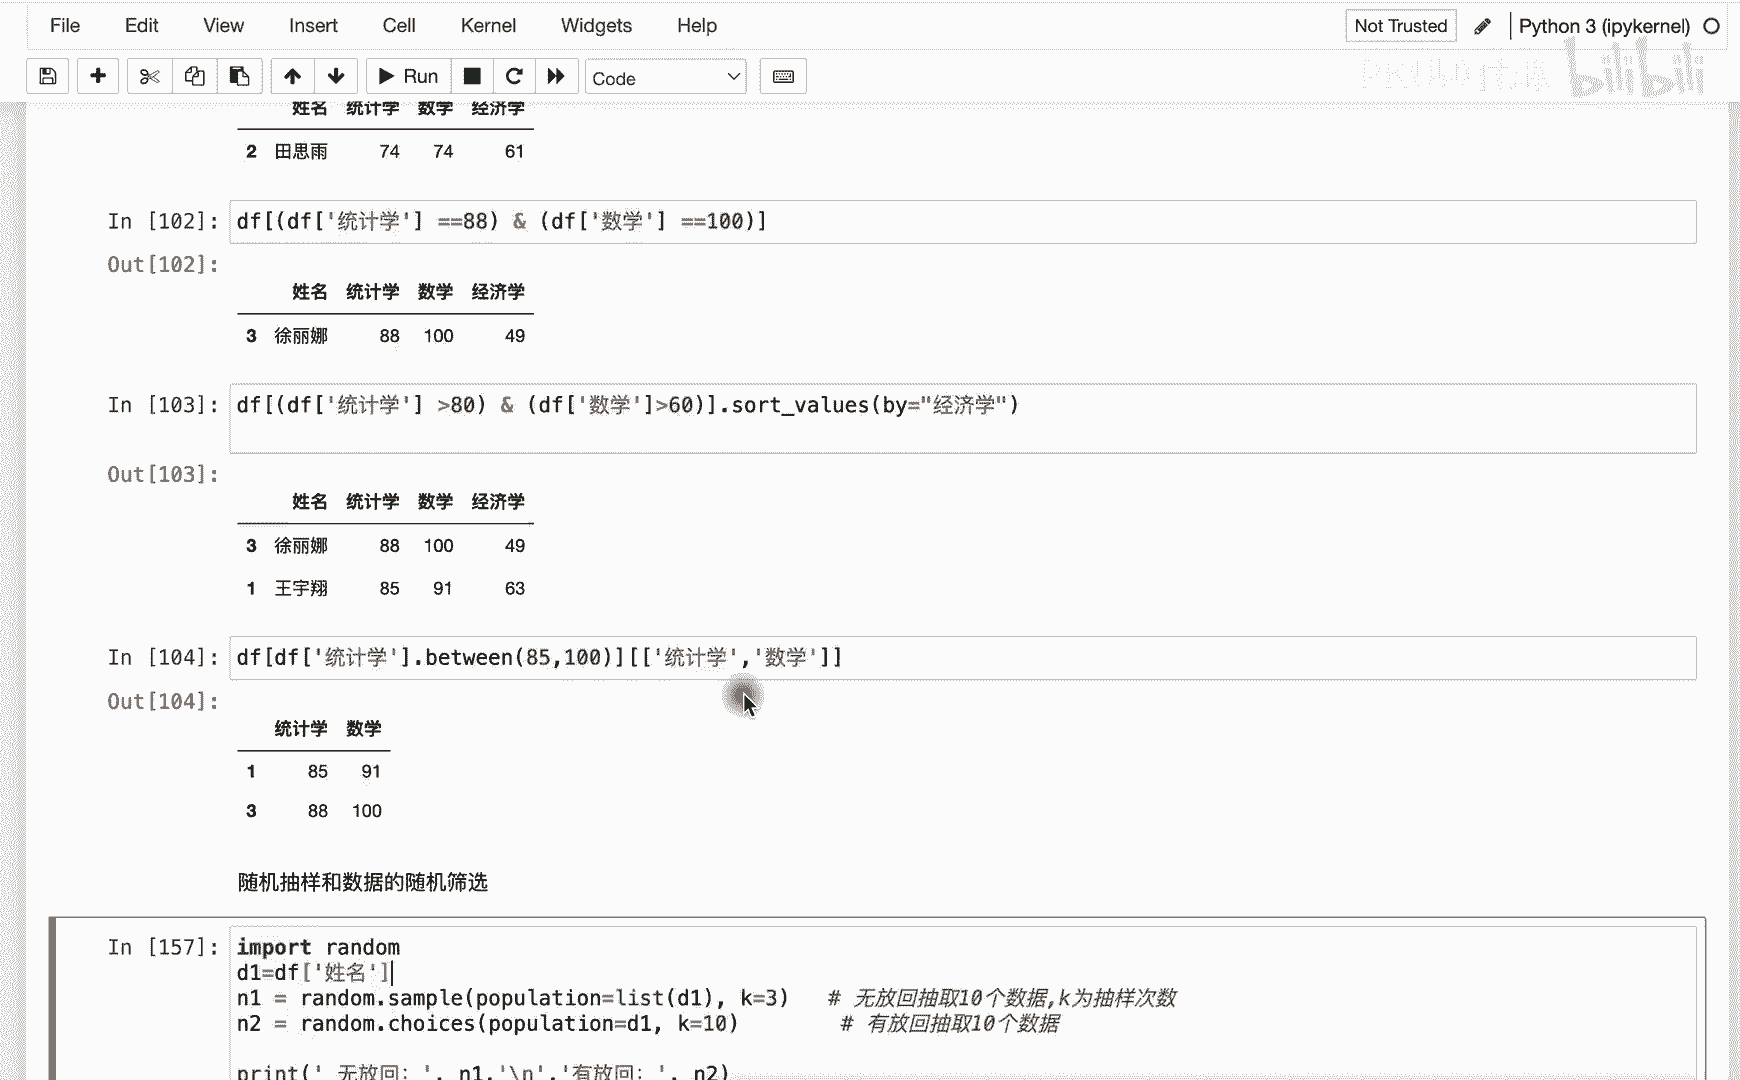 File Edit View Insert Cell Kernel Widgets Help Not Trusted Python 3 (ipykernel)
Run Code bilibili
姓名 统计学 数学 经济学
2 田思雨 74 74 61
In [102]: df[(df['统计学'] ==88) & (df['数学'] ==100)]
Out[102]:
姓名 统计学 数学 经济学
3 徐丽娜 88 100 49
In [103]: df[(df['统计学'] >80) & (df['数学']>60)].sort_values(by="经济学")
Out[103]:
姓名 统计学 数学 经济学
3 徐丽娜 88 100 49
1 王宇翔 85 91 63
In [104]: df[df['统计学'].between(85,100)][['统计学','数学']]
Out[104]:
统计学 数学
1 85 91
3 88 100
随机抽样和数据的随机筛选
In [157]: import random
d1=df['姓名']
n1 = random.sample(population=list(d1), k=3) # 无放回抽取10个数据,k为抽样次数
n2 = random.choices(population=d1, k=10) # 有放回抽取10个数据
print(' 无放回: ', n1,'\n','有放回: ', n2)